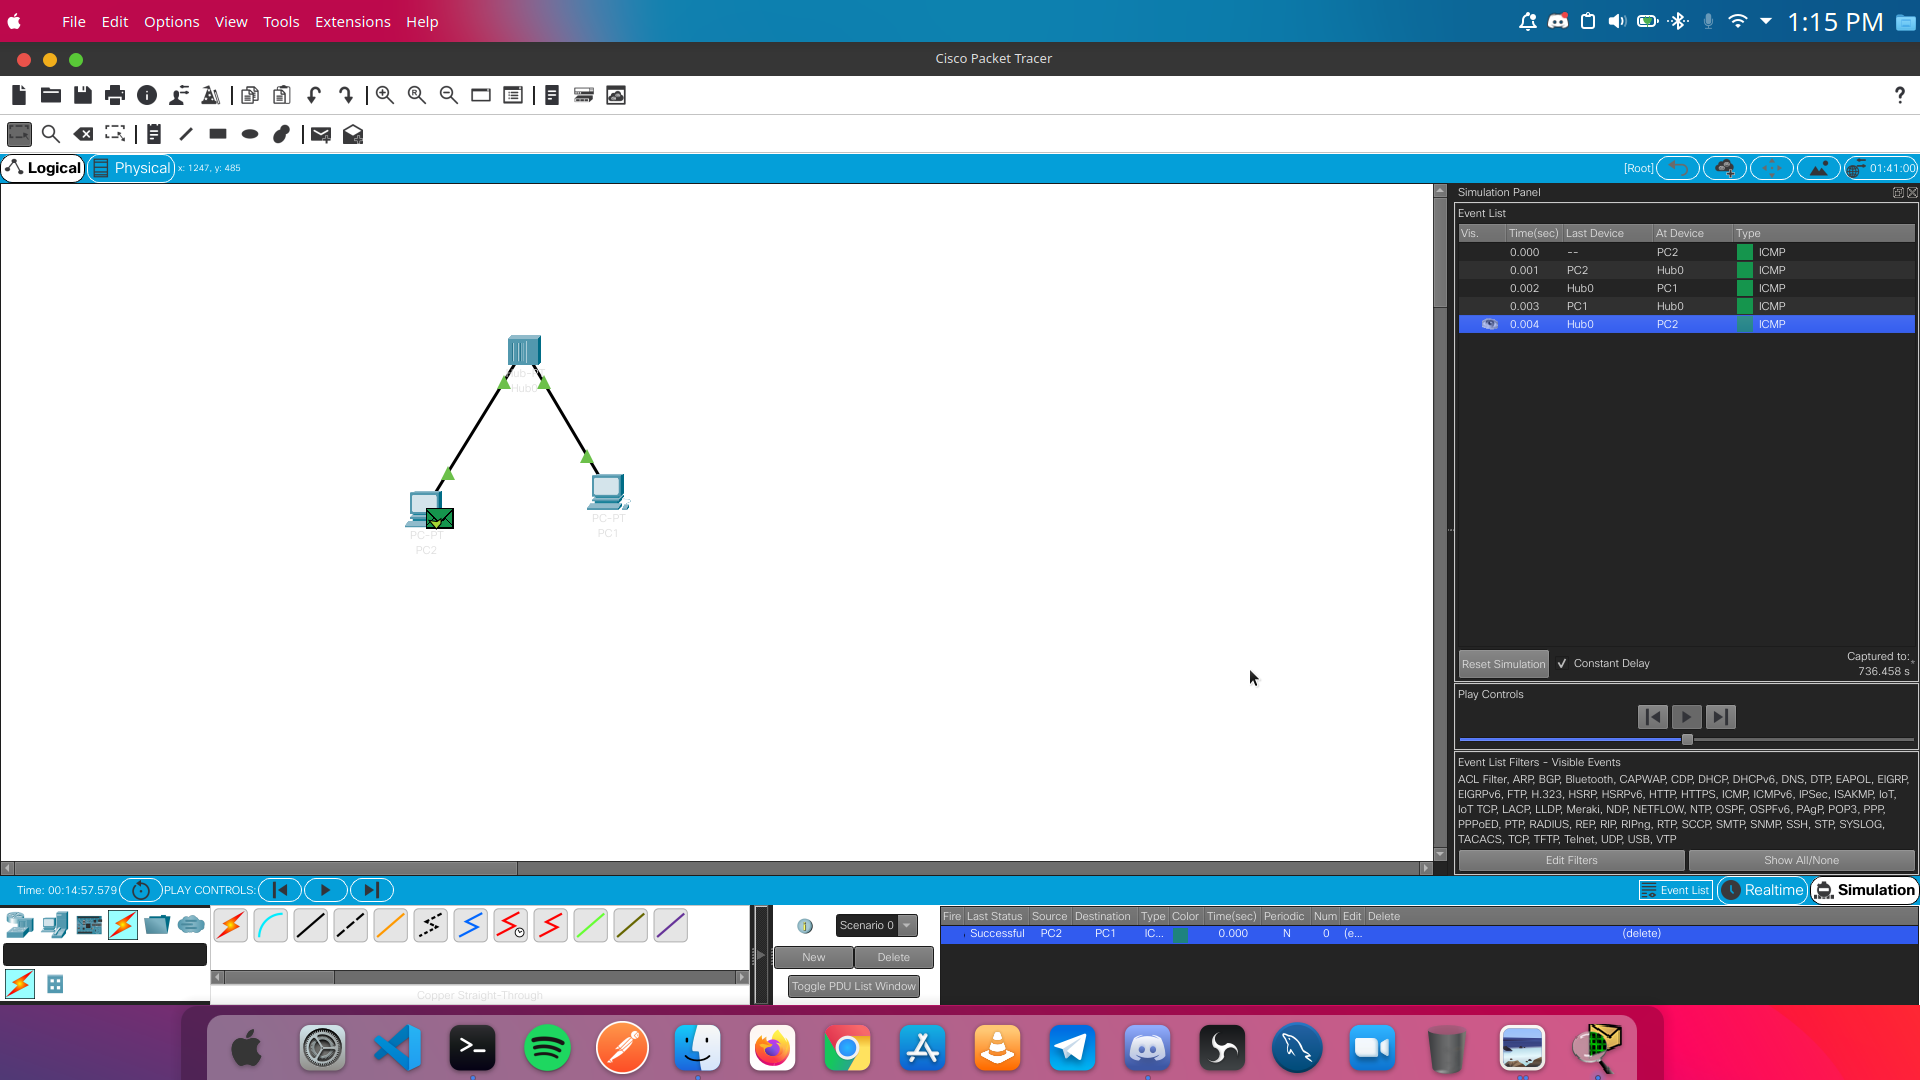 File Edit Options View Tools Extensions Help
1:15 PM
Cisco Packet Tracer
?
Logical
Physical
x: 1247, y: 485
[Root]
01:41:00
Simulation Panel
Event List
Vis. Time(sec) Last Device At Device Type
0.000 -- PC2 ICMP
0.001 PC2 Hub0 ICMP
0.002 Hub0 PC1 ICMP
0.003 PC1 Hub0 ICMP
0.004 Hub0 PC2 ICMP
Hub0
PC-PT
PC1
PC-PT
PC2
Reset Simulation
Constant Delay
Captured to:
736.458 s
Play Controls
Event List Filters - Visible Events
ACL Filter, ARP, BGP, Bluetooth, CAPWAP, CDP, DHCP, DHCPv6, DNS, DTP, EAPOL, EIGRP,
EIGRPv6, FTP, H.323, HSRP, HSRPv6, HTTP, HTTPS, ICMP, ICMPv6, IPSec, ISAKMP, IoT,
IoT TCP, LACP, LLDP, Meraki, NDP, NETFLOW, NTP, OSPF, OSPFv6, PAgP, POP3, PPP,
PPPoED, PTP, RADIUS, REP, RIP, RIPng, RTP, SCCP, SMTP, SNMP, SSH, STP, SYSLOG,
TACACS, TCP, TFTP, Telnet, UDP, USB, VTP
Edit Filters
Show All/None
Time: 00:14:57.579
PLAY CONTROLS:
Event List
Realtime
Simulation
Scenario 0
New
Delete
Toggle PDU List Window
Fire Last Status Source Destination Type Color Time(sec) Periodic Num Edit Delete
Successful PC2 PC1 IC... 0.000 N 0 (e... (delete)
Copper Straight-Through